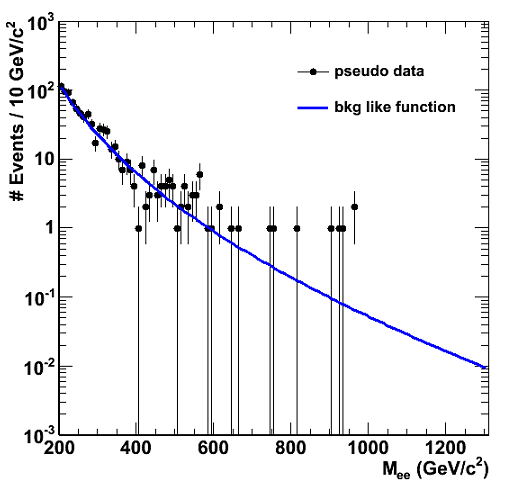 # Events / 10 GeV/c²
10³
10²
10
1
10⁻¹
10⁻²
10⁻³
pseudo data
bkg like function
200 400 600 800 1000 1200
Mₑₑ (GeV/c²)